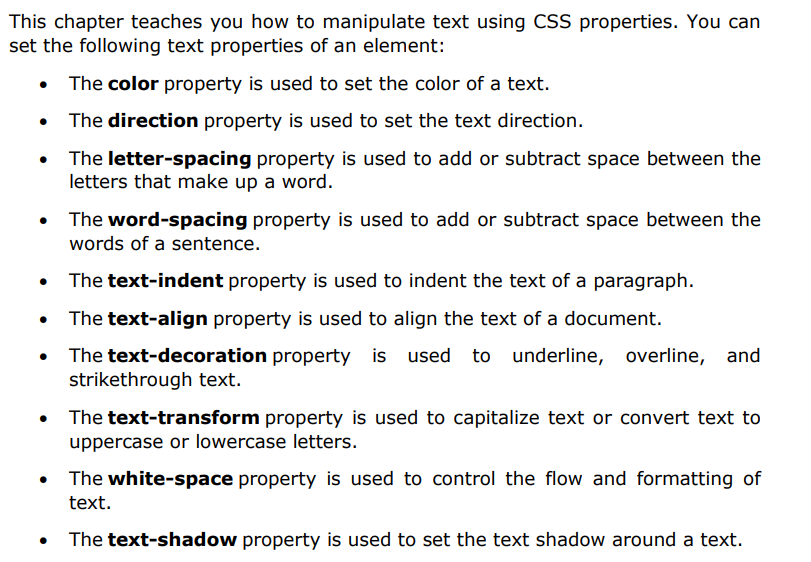 This chapter teaches you how to manipulate text using CSS properties. You can
set the following text properties of an element:
• The color property is used to set the color of a text.
• The direction property is used to set the text direction.
• The letter-spacing property is used to add or subtract space between the
letters that make up a word.
• The word-spacing property is used to add or subtract space between the
words of a sentence.
• The text-indent property is used to indent the text of a paragraph.
• The text-align property is used to align the text of a document.
• The text-decoration property is used to underline, overline, and
strikethrough text.
• The text-transform property is used to capitalize text or convert text to
uppercase or lowercase letters.
• The white-space property is used to control the flow and formatting of
text.
• The text-shadow property is used to set the text shadow around a text.